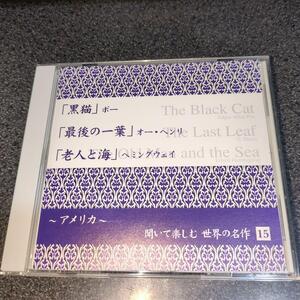 The Black Cat
「黒猫」ポー
The Last Leaf
「最後の一葉」オー・ヘンリ
and the Sea
「老人と海」ヘミングウェイ
～アメリカ～
聞いて楽しむ 世界の名作 15